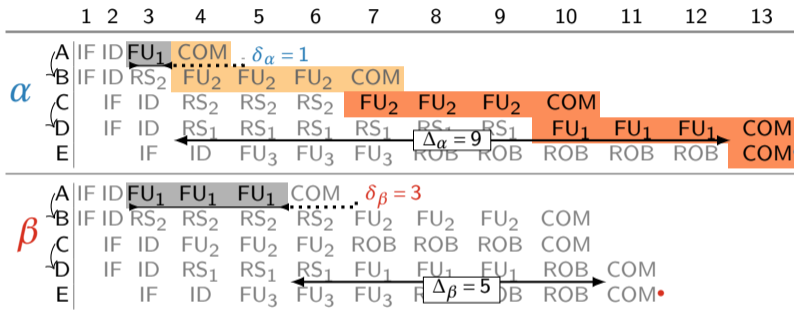 1 2 3 4 5 6 7 8 9 10 11 12 13
A IF ID FU₁ COM δα = 1
B IF ID RS₂ FU₂ FU₂ FU₂ COM
α
C IF ID RS₂ RS₂ RS₂ FU₂ FU₂ FU₂ COM
D IF ID RS₁ RS₁ RS₁ RS₁ RS₁ RS₁ FU₁ FU₁ FU₁ COM
Δα = 9
E IF ID FU₃ FU₃ FU₃ ROB ROB ROB ROB ROB COM
A IF ID FU₁ FU₁ FU₁ COM δβ = 3
B IF ID RS₂ RS₂ RS₂ RS₂ FU₂ FU₂ FU₂ COM
β
C IF ID FU₂ FU₂ FU₂ ROB ROB ROB COM
D IF ID RS₁ RS₁ RS₁ FU₁ FU₁ FU₁ ROB COM
Δβ = 5
E IF ID FU₃ FU₃ FU₃ ROB COM